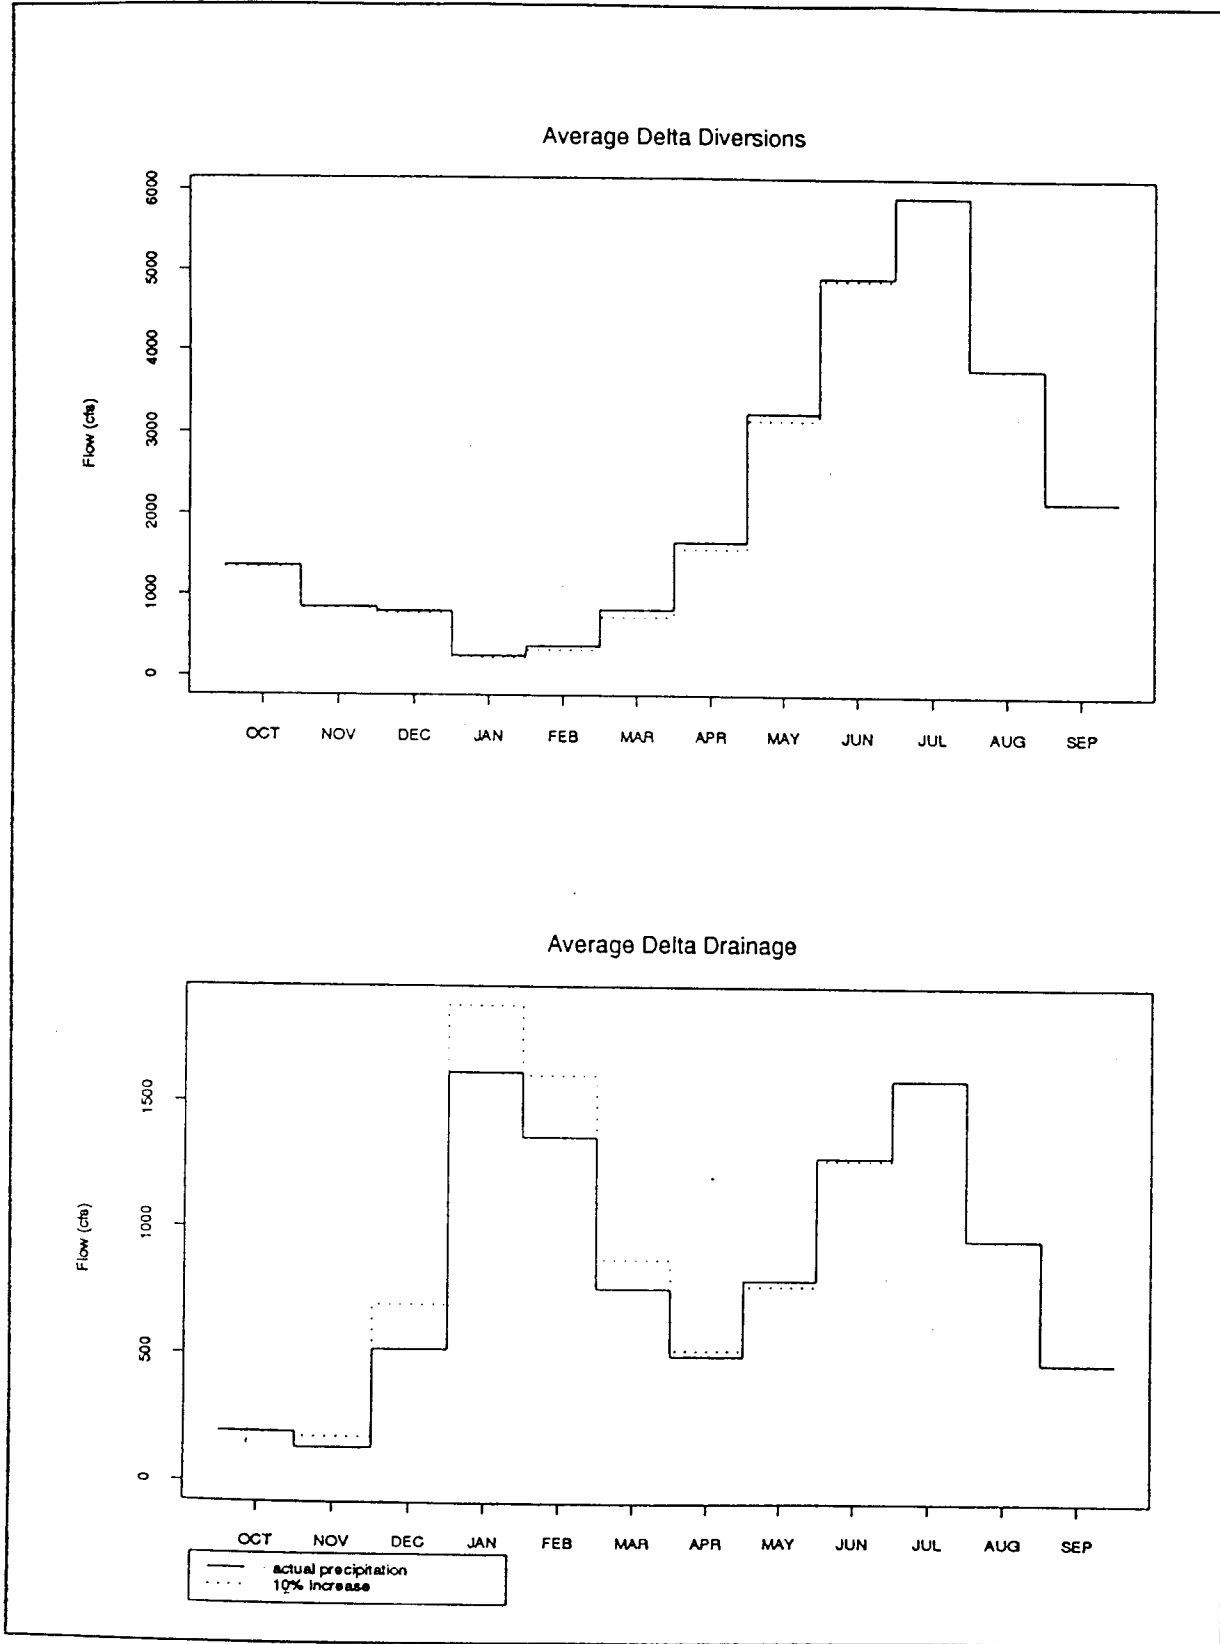 Average Delta Diversions
6000
5000
4000
3000
2000
1000
0
Flow (cfs)
OCT NOV DEC JAN FEB MAR APR MAY JUN JUL AUG SEP
Average Delta Drainage
1500
1000
500
0
Flow (cfs)
OCT NOV DEC JAN FEB MAR APR MAY JUN JUL AUG SEP
actual precipitation
10% increase